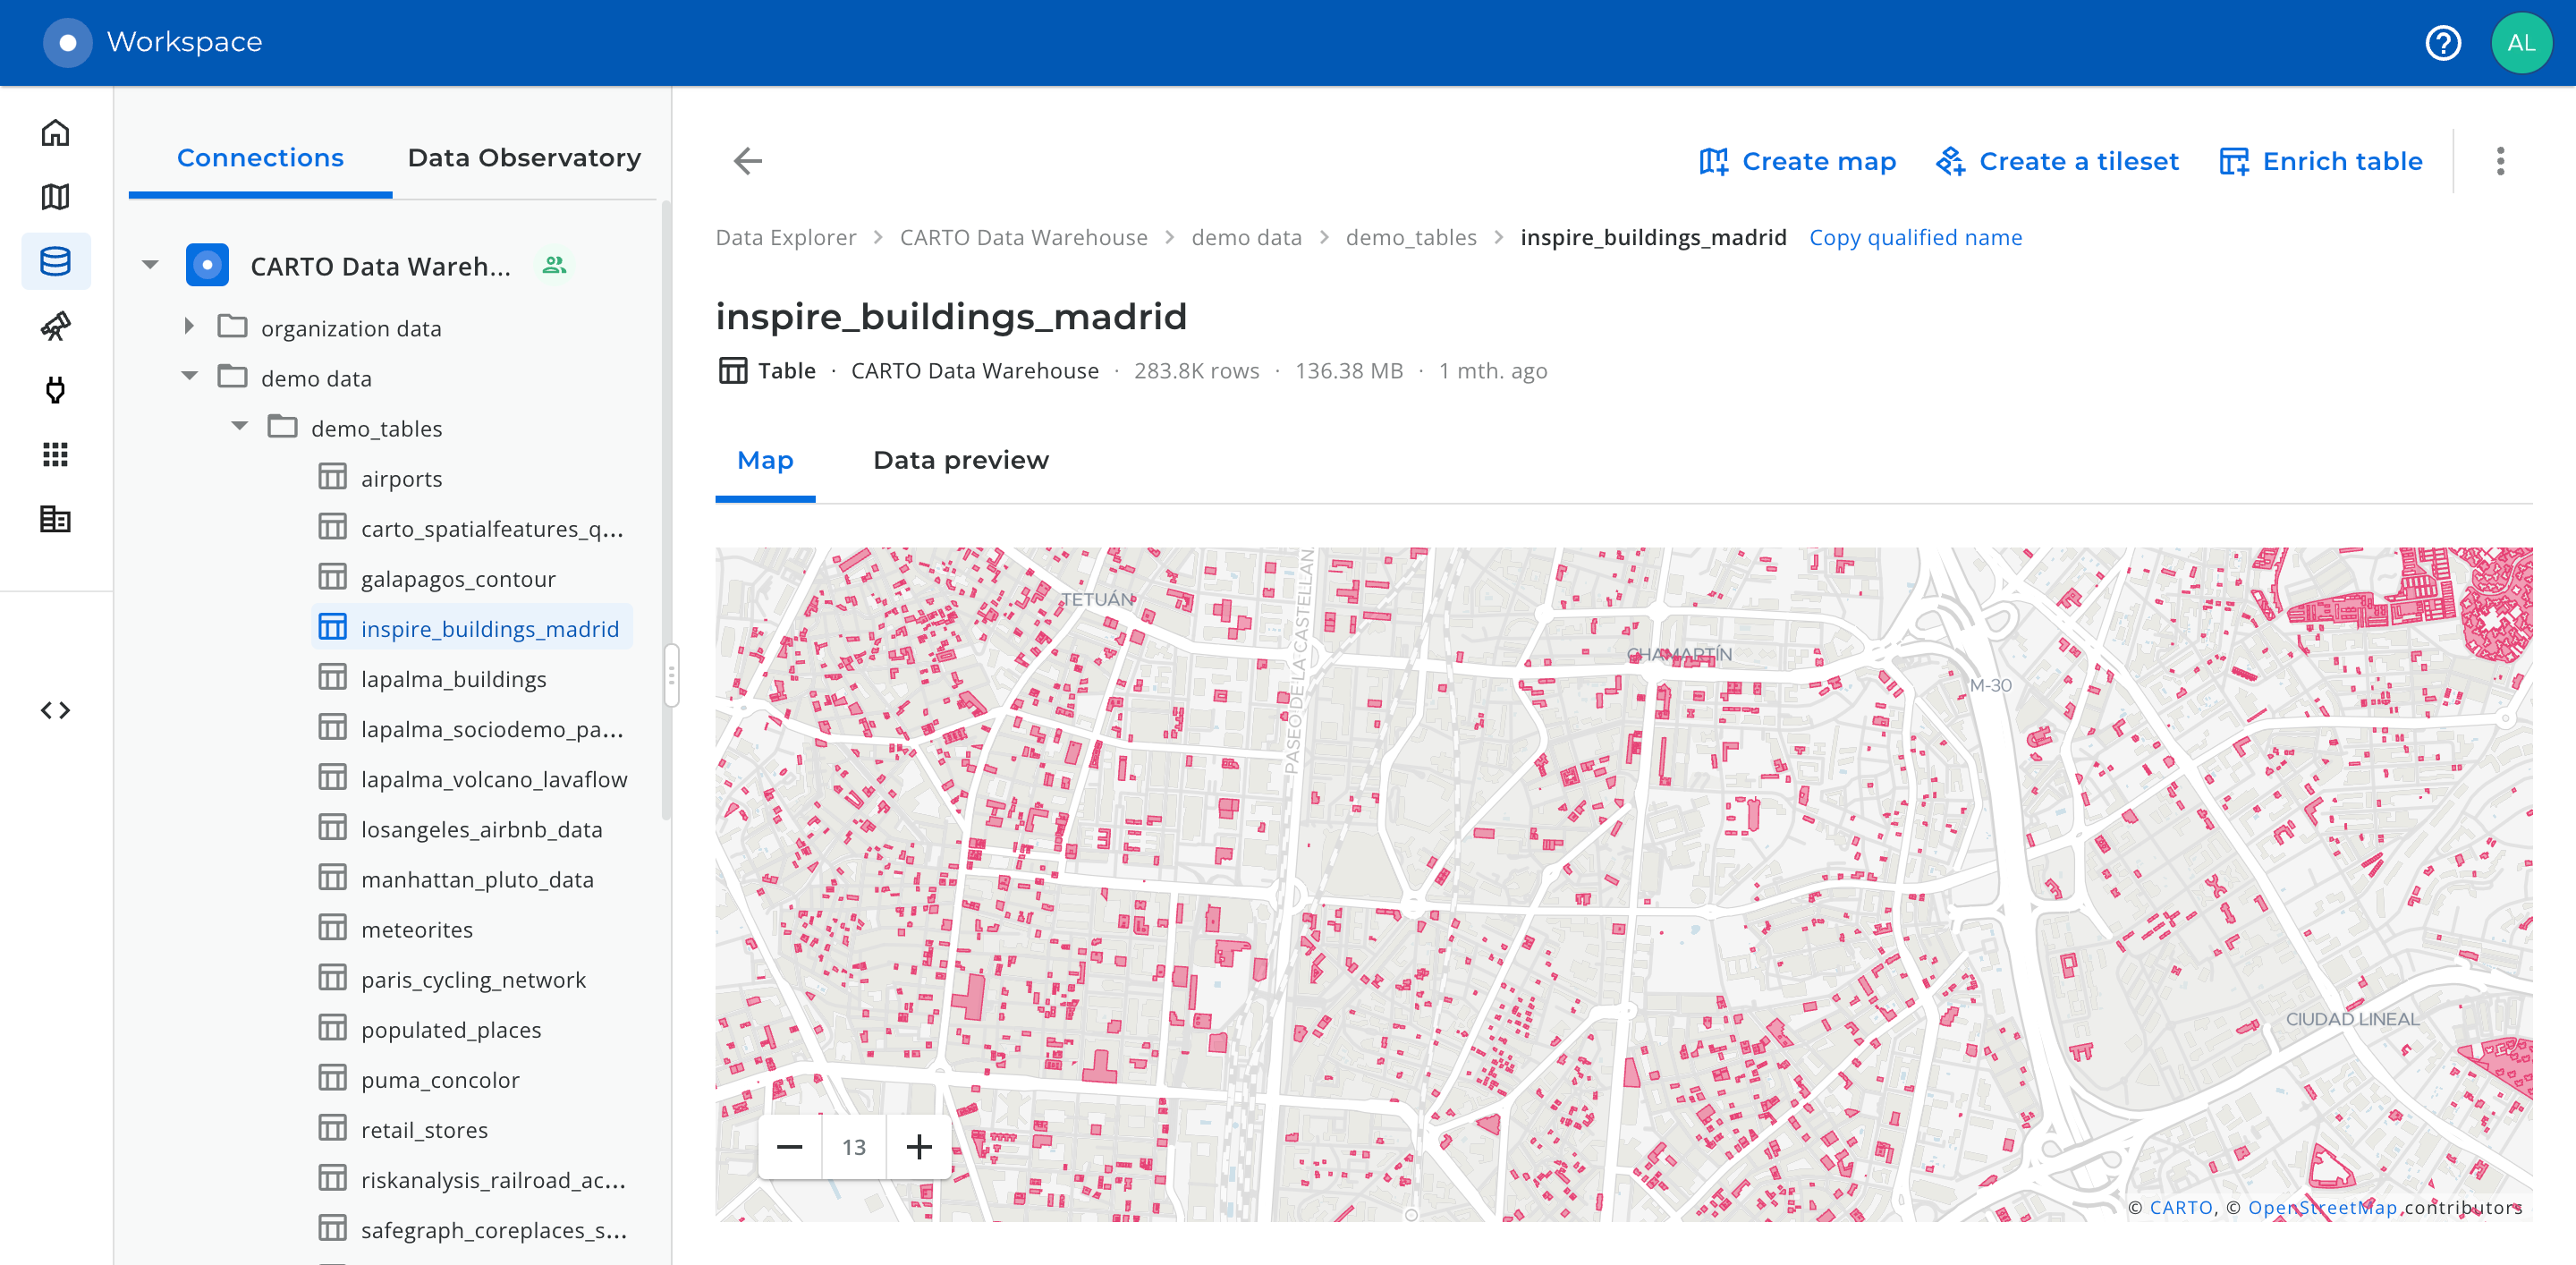 Workspace
AL
Connections
Data Observatory
CARTO Data Wareh...
organization data
demo data
demo_tables
airports
carto_spatialfeatures_q...
galapagos_contour
inspire_buildings_madrid
lapalma_buildings
lapalma_sociodemo_pa...
lapalma_volcano_lavaflow
losangeles_airbnb_data
manhattan_pluto_data
meteorites
paris_cycling_network
populated_places
puma_concolor
retail_stores
riskanalysis_railroad_ac...
safegraph_coreplaces_s...
Create map
Create a tileset
Enrich table
Data Explorer > CARTO Data Warehouse > demo data > demo_tables > inspire_buildings_madrid Copy qualified name
inspire_buildings_madrid
Table · CARTO Data Warehouse · 283.8K rows · 136.38 MB · 1 mth. ago
Map
Data preview
TETUÁN
PASEO DE LA CASTELLAN
CHAMARTÍN
M-30
CIUDAD LINEAL
13
© CARTO, © OpenStreetMap contributors